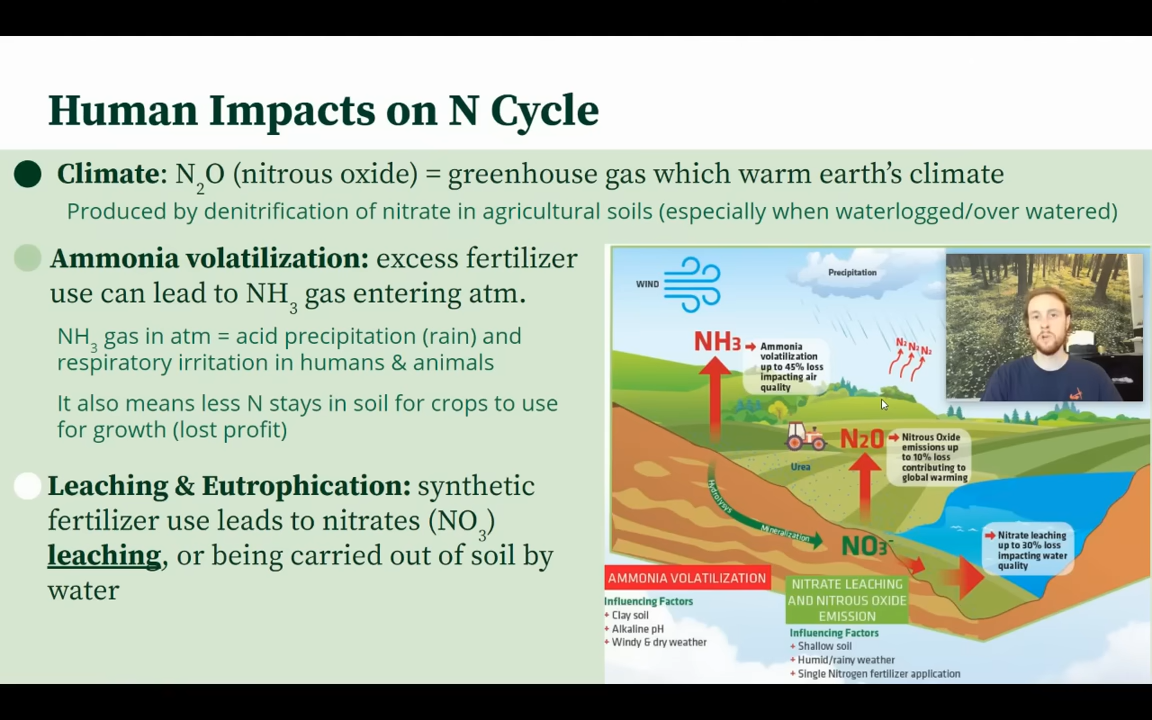 Human Impacts on N Cycle
Climate: N2O (nitrous oxide) = greenhouse gas which warm earth’s climate
Produced by denitrification of nitrate in agricultural soils (especially when waterlogged/over watered)
Ammonia volatilization: excess fertilizer
use can lead to NH3 gas entering atm.
NH3 gas in atm = acid precipitation (rain) and
respiratory irritation in humans & animals
It also means less N stays in soil for crops to use
for growth (lost profit)
Leaching & Eutrophication: synthetic
fertilizer use leads to nitrates (NO3)
leaching, or being carried out of soil by
water
WIND
Precipitation
NH3
Ammonia
volatilization
up to 45% loss
impacting air
quality
N2 N2 N2
Urea
N2O
Nitrous Oxide
emissions up
to 10% loss
contributing to
global warming
Hydrolysys
Mineralization
NO3-
Nitrate leaching
up to 30% loss
impacting water
quality
AMMONIA VOLATILIZATION
Influencing Factors
+ Clay soil
+ Alkaline pH
+ Windy & dry weather
NITRATE LEACHING
AND NITROUS OXIDE
EMISSION
Influencing Factors
+ Shallow soil
+ Humid/rainy weather
+ Single Nitrogen fertilizer application